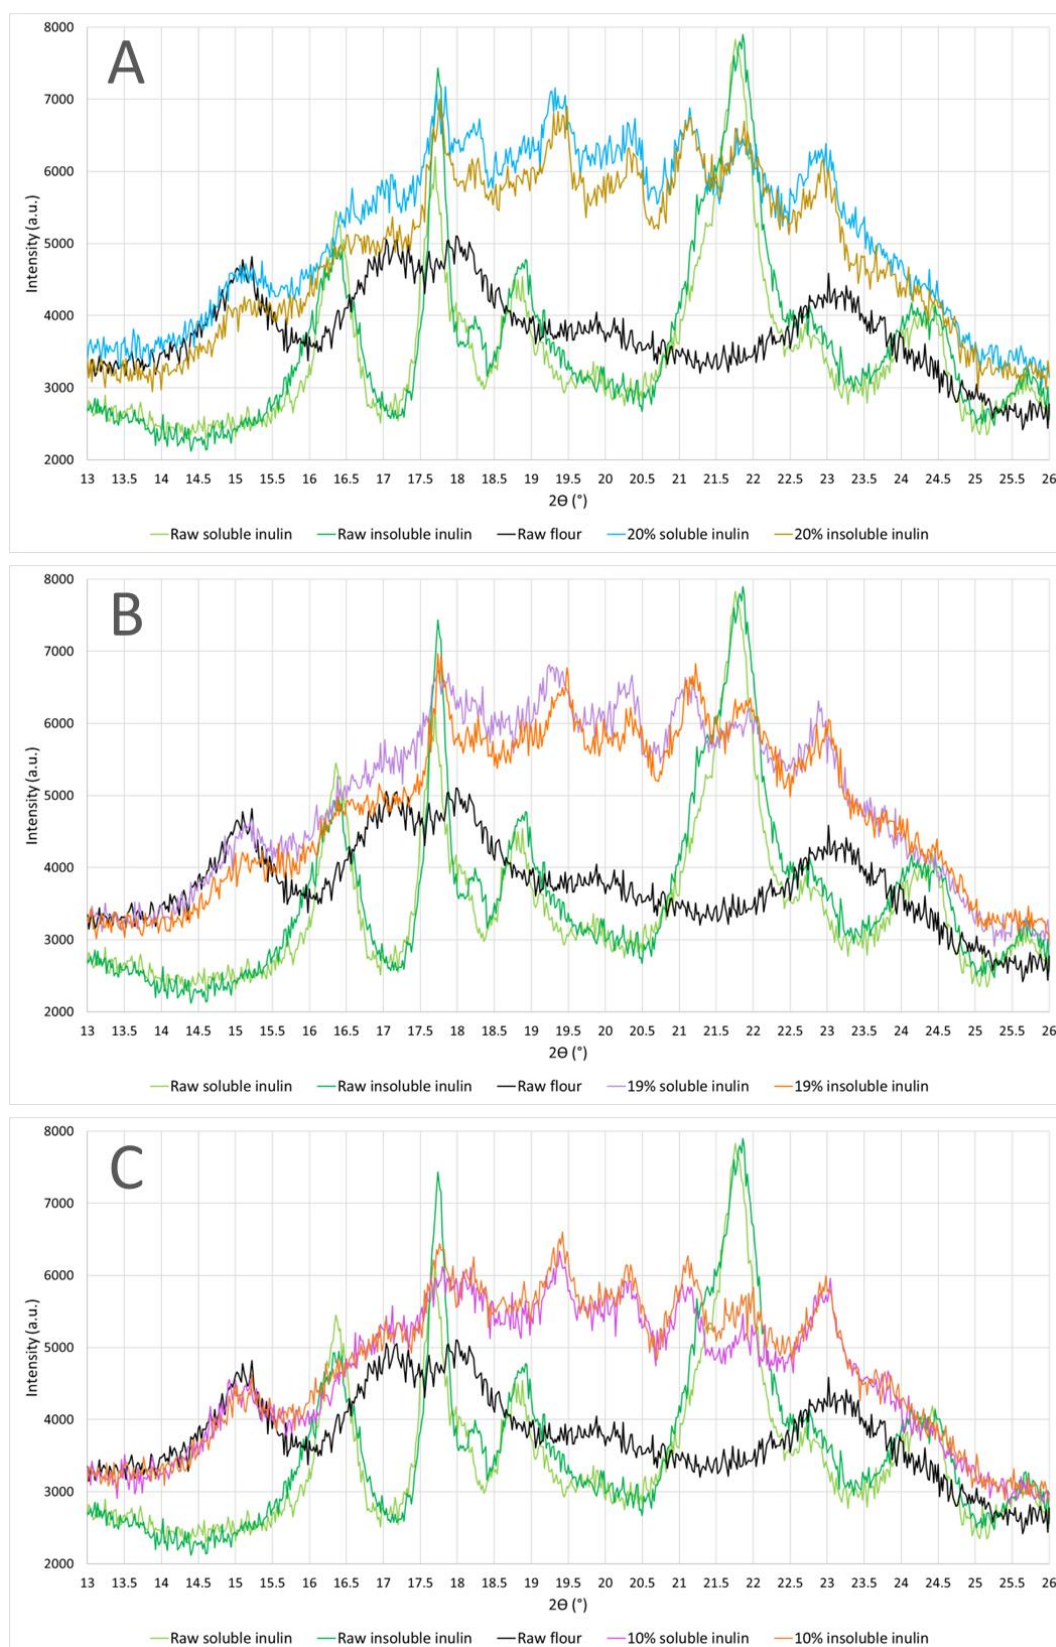 A
8000
7000
6000
5000
4000
3000
2000
Intensity (a.u.)
13 13.5 14 14.5 15 15.5 16 16.5 17 17.5 18 18.5 19 19.5 20 20.5 21 21.5 22 22.5 23 23.5 24 24.5 25 25.5 26
2Θ (°)
Raw soluble inulin Raw insoluble inulin Raw flour 20% soluble inulin 20% insoluble inulin
B
8000
7000
6000
5000
4000
3000
2000
Intensity (a.u.)
13 13.5 14 14.5 15 15.5 16 16.5 17 17.5 18 18.5 19 19.5 20 20.5 21 21.5 22 22.5 23 23.5 24 24.5 25 25.5 26
2Θ (°)
Raw soluble inulin Raw insoluble inulin Raw flour 19% soluble inulin 19% insoluble inulin
C
8000
7000
6000
5000
4000
3000
2000
Intensity (a.u.)
13 13.5 14 14.5 15 15.5 16 16.5 17 17.5 18 18.5 19 19.5 20 20.5 21 21.5 22 22.5 23 23.5 24 24.5 25 25.5 26
2Θ (°)
Raw soluble inulin Raw insoluble inulin Raw flour 10% soluble inulin 10% insoluble inulin